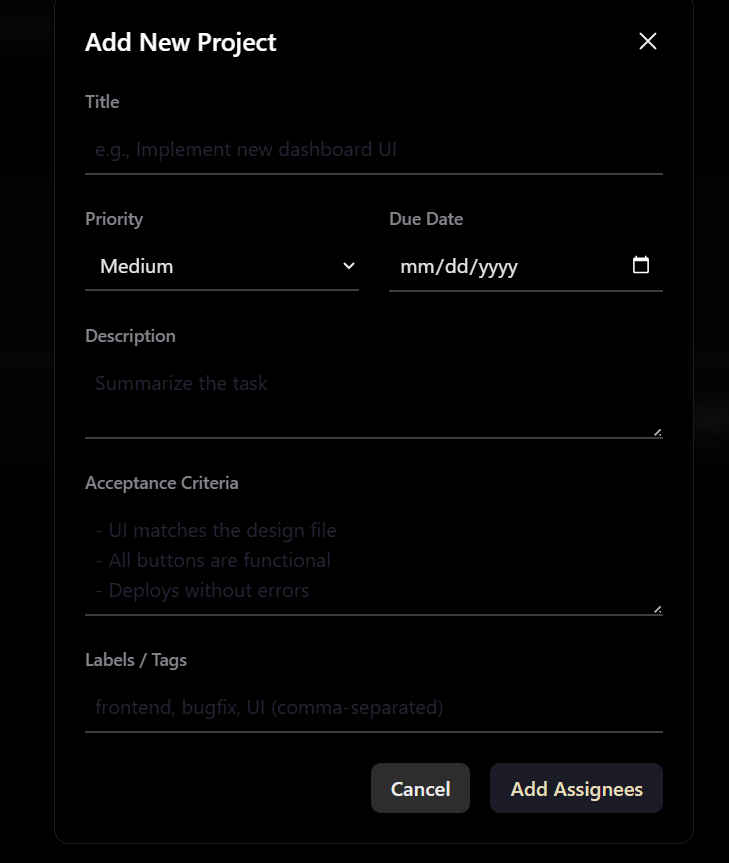 Add New Project
Title
e.g., Implement new dashboard UI
Priority
Due Date
Medium
mm/dd/yyyy
Description
Summarize the task
Acceptance Criteria
- UI matches the design file
- All buttons are functional
- Deploys without errors
Labels / Tags
frontend, bugfix, UI (comma-separated)
Cancel
Add Assignees